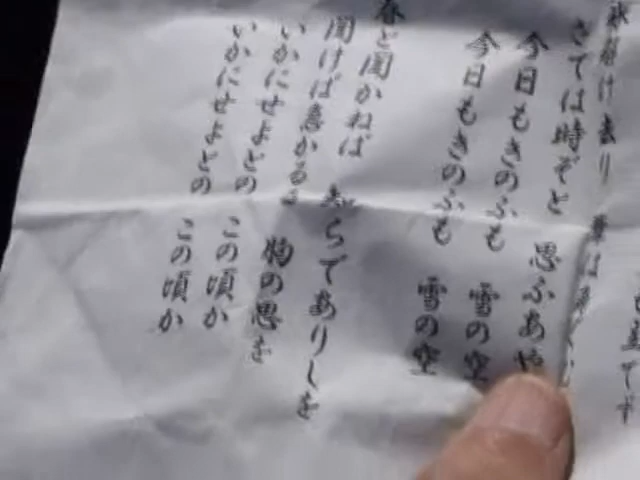 も立てず
氷解け去り 葦は
さては時ぞと 思ふあや
今日もきのふも 雪の空
今日もきのふも 雪の空
春と聞かねば 知らでありしを
聞けば急かるる 胸の思を
いかにせよとの この頃か
いかにせよとの この頃か